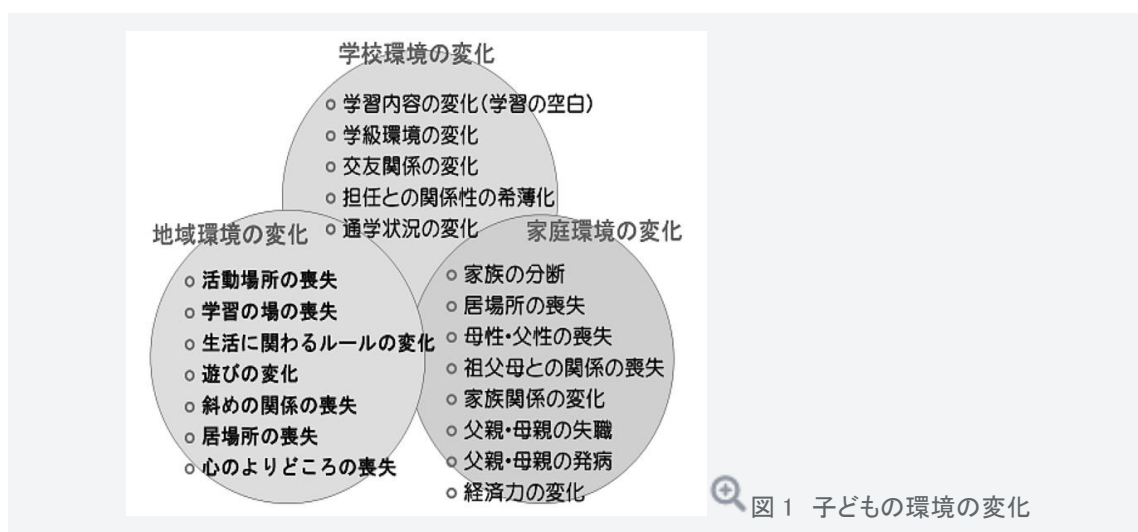 学校環境の変化
○ 学習内容の変化(学習の空白)
○ 学級環境の変化
○ 交友関係の変化
○ 担任との関係性の希薄化
○ 通学状況の変化
地域環境の変化
○ 活動場所の喪失
○ 学習の場の喪失
○ 生活に関わるルールの変化
○ 遊びの変化
○ 斜めの関係の喪失
○ 居場所の喪失
○ 心のよりどころの喪失
家庭環境の変化
○ 家族の分断
○ 居場所の喪失
○ 母性・父性の喪失
○ 祖父母との関係の喪失
○ 家族関係の変化
○ 父親・母親の失職
○ 父親・母親の発病
○ 経済力の変化
図 1 子どもの環境の変化